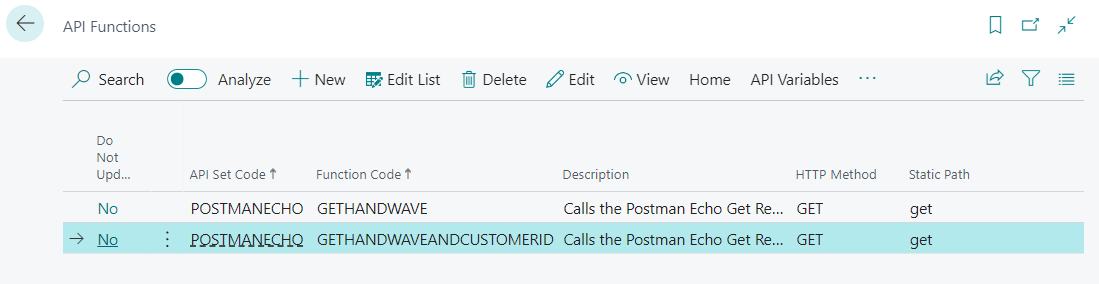 API Functions
Search Analyze New Edit List Delete Edit View Home API Variables ...
Do
Not
Upd... API Set Code↑ Function Code↑ Description HTTP Method Static Path
No POSTMANECHO GETHANDWAVE Calls the Postman Echo Get Re... GET get
No POSTMANECHO GETHANDWAVEANDCUSTOMERID Calls the Postman Echo Get Re... GET get